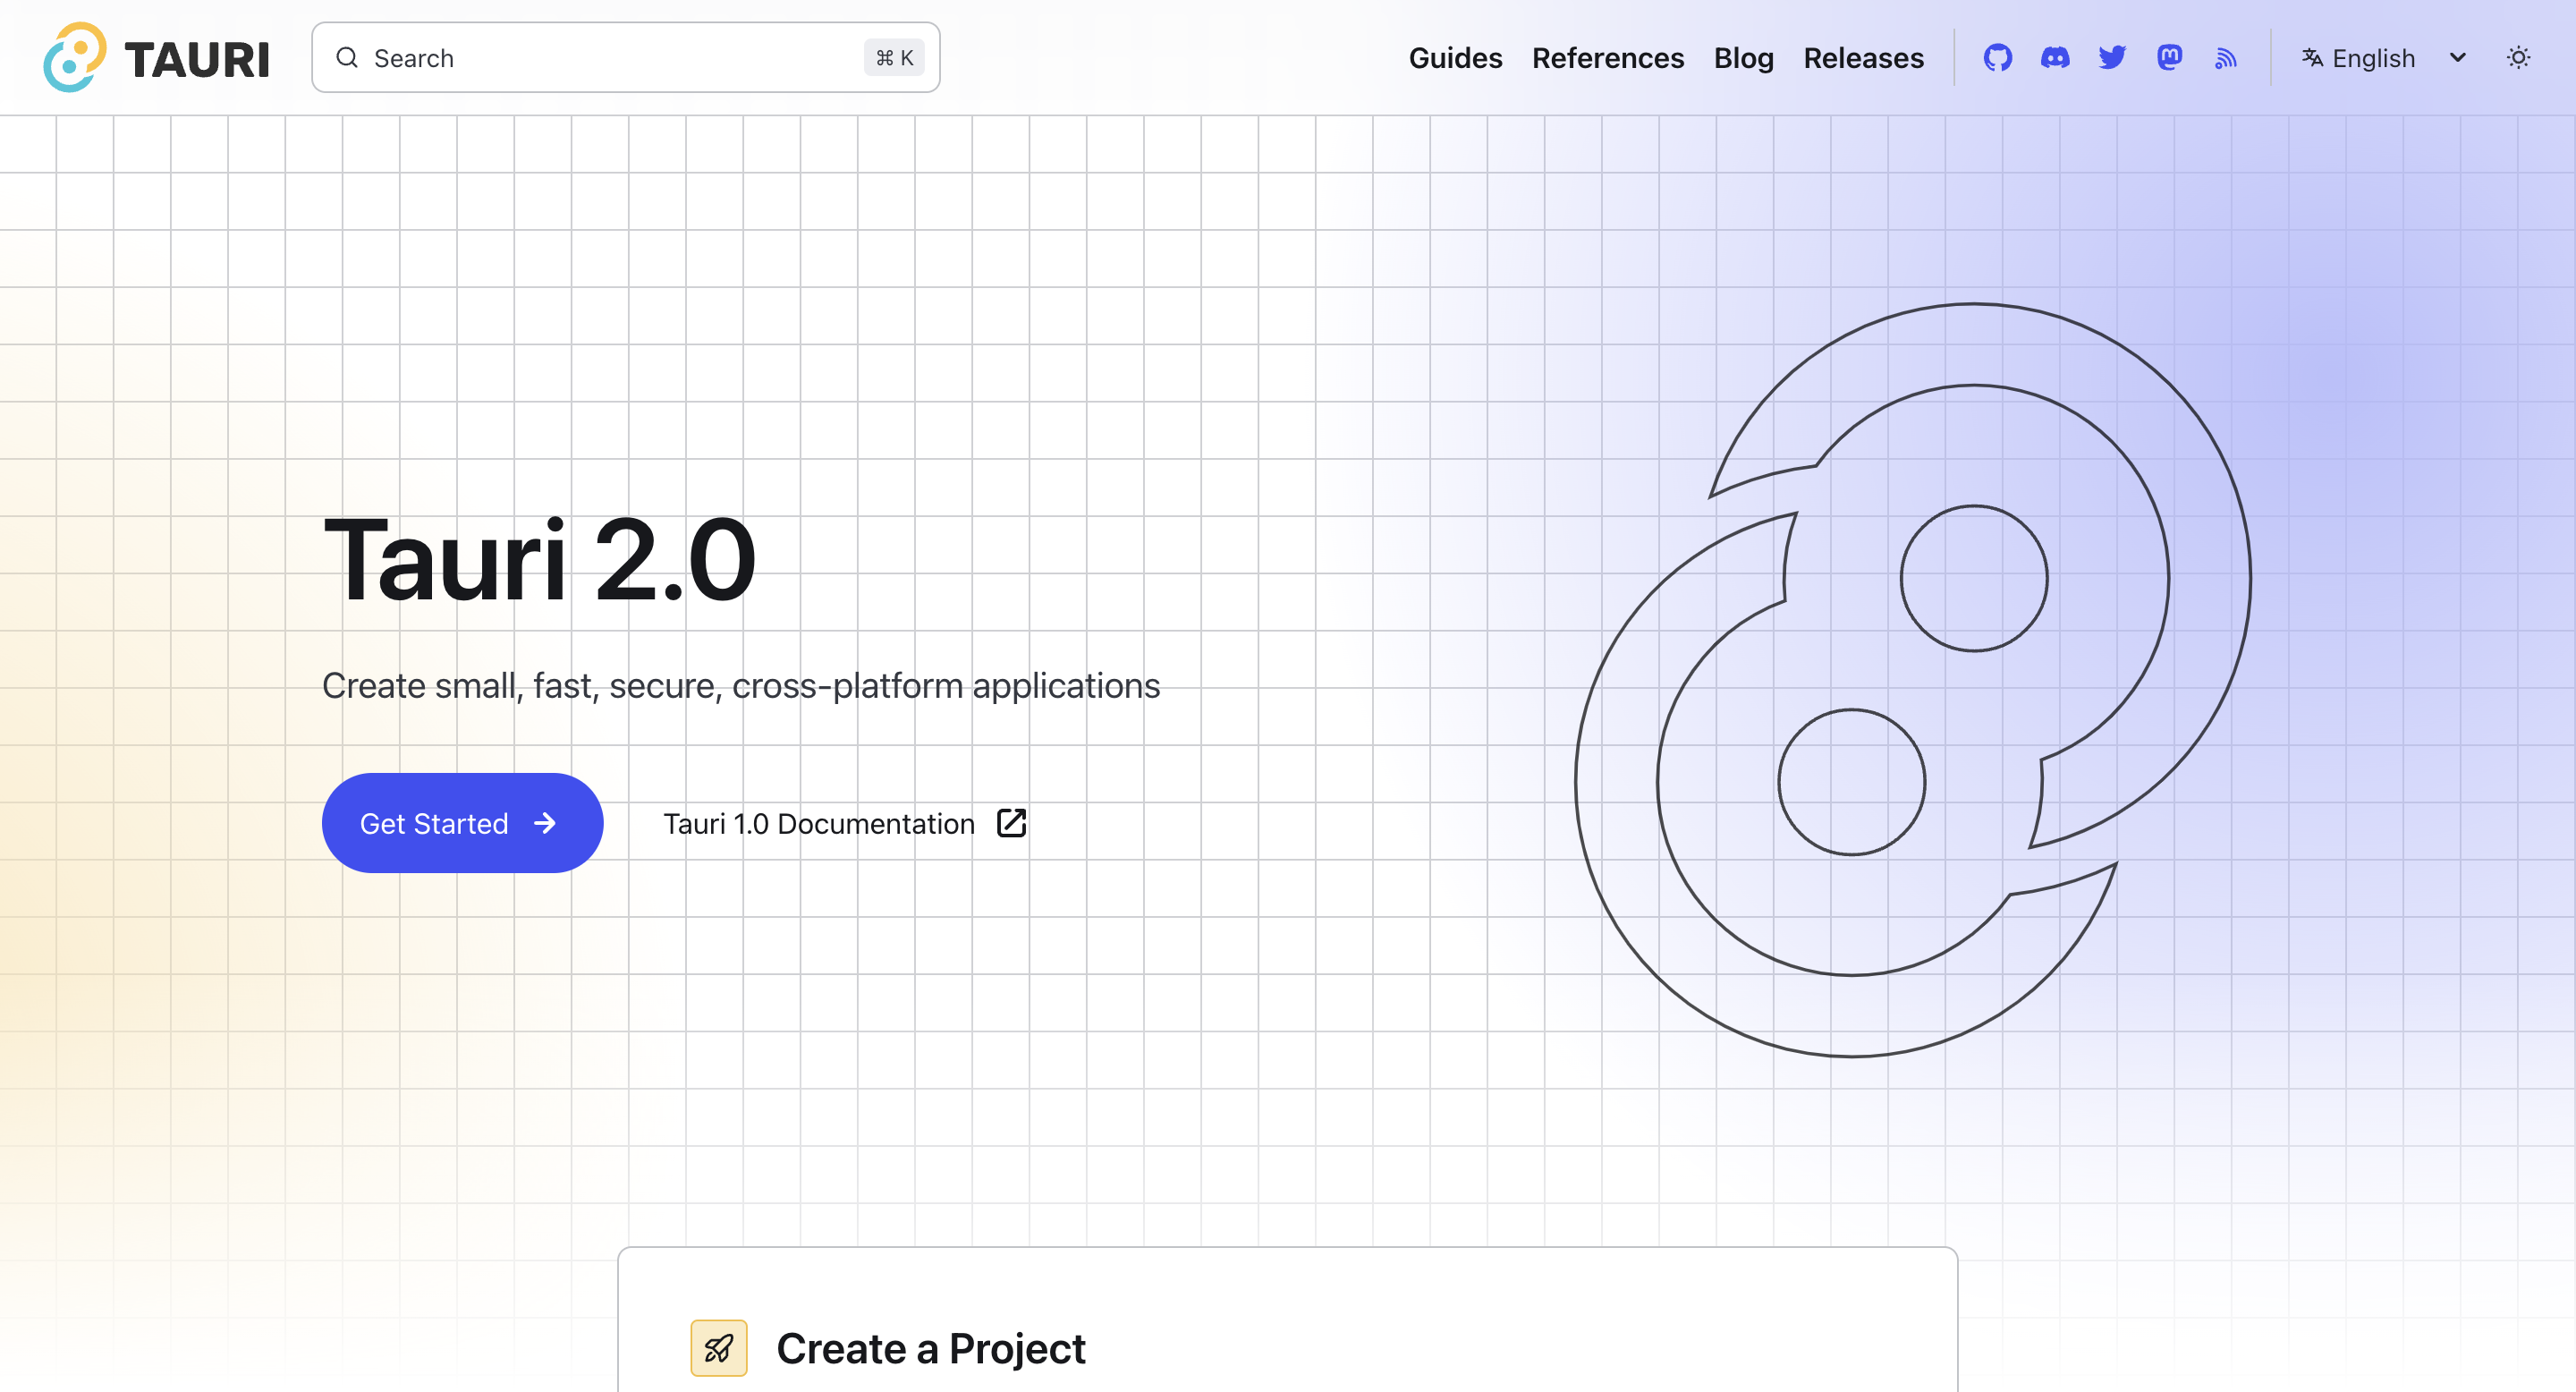 TAURI
Search
⌘ K
Guides
References
Blog
Releases
English
Tauri 2.0
Create small, fast, secure, cross-platform applications
Get Started
Tauri 1.0 Documentation
Create a Project